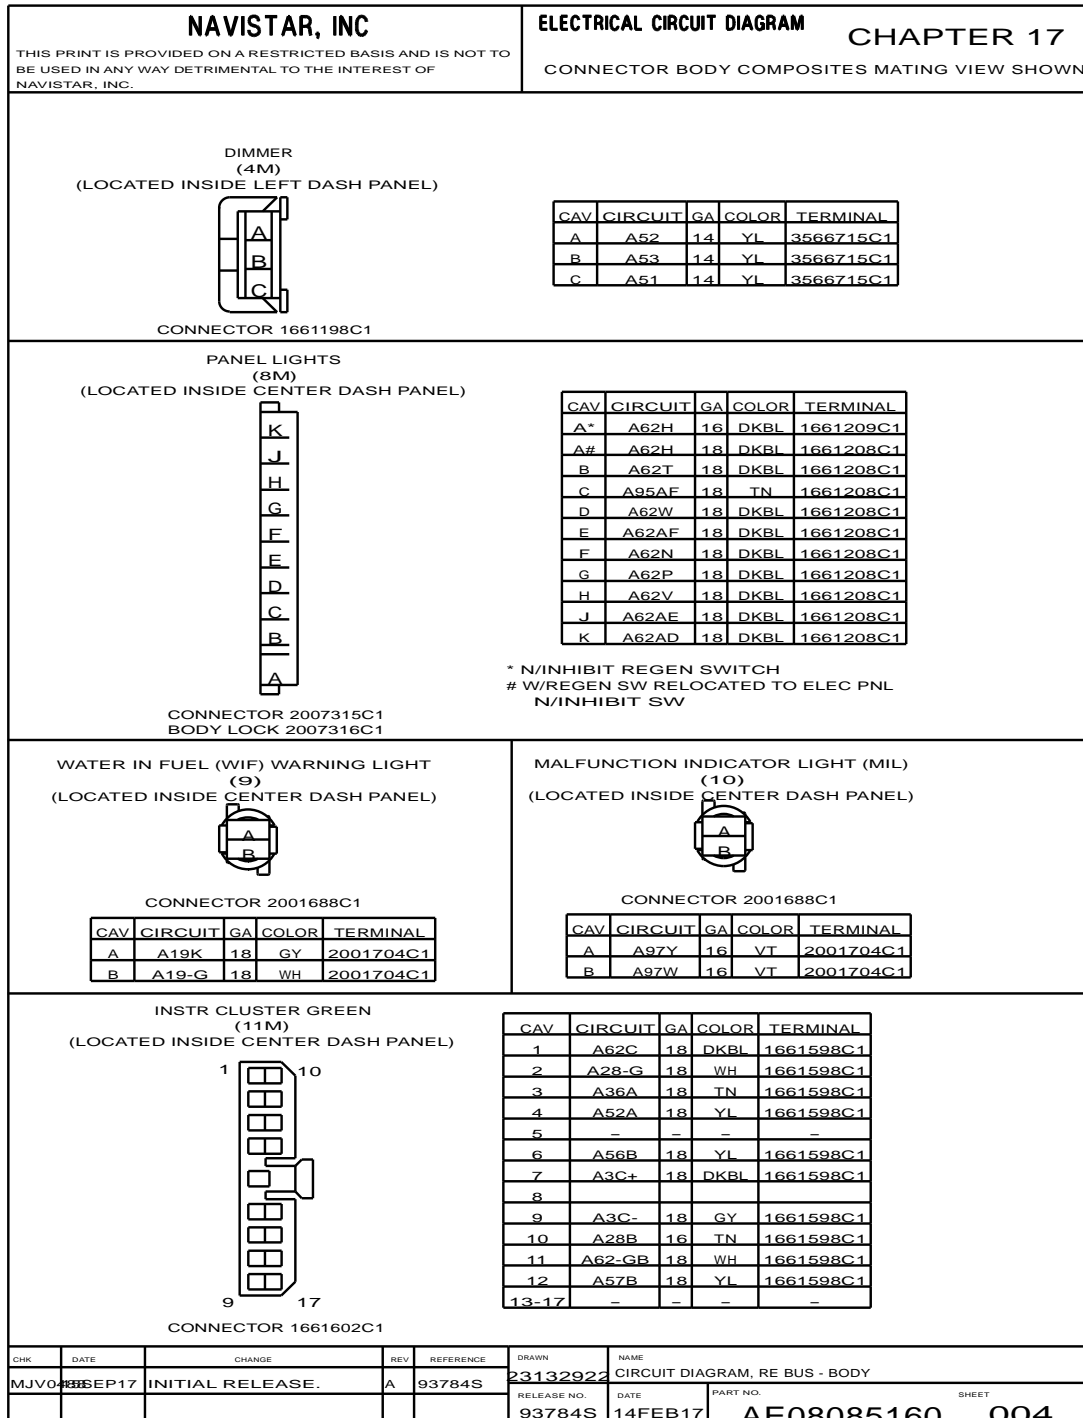 NAVISTAR, INC
THIS PRINT IS PROVIDED ON A RESTRICTED BASIS AND IS NOT TO
BE USED IN ANY WAY DETRIMENTAL TO THE INTEREST OF
NAVISTAR, INC.
ELECTRICAL CIRCUIT DIAGRAM
CHAPTER 17
CONNECTOR BODY COMPOSITES MATING VIEW SHOWN
DIMMER
(4M)
(LOCATED INSIDE LEFT DASH PANEL)
A
B
C
CONNECTOR 1661198C1
CAV CIRCUIT GA COLOR TERMINAL
A A52 14 YL 3566715C1
B A53 14 YL 3566715C1
C A51 14 YL 3566715C1
PANEL LIGHTS
(8M)
(LOCATED INSIDE CENTER DASH PANEL)
K
J
H
G
F
E
D
C
B
A
CONNECTOR 2007315C1
BODY LOCK 2007316C1
CAV CIRCUIT GA COLOR TERMINAL
A* A62H 16 DKBL 1661209C1
A# A62H 18 DKBL 1661208C1
B A62T 18 DKBL 1661208C1
C A95AF 18 TN 1661208C1
D A62W 18 DKBL 1661208C1
E A62AF 18 DKBL 1661208C1
F A62N 18 DKBL 1661208C1
G A62P 18 DKBL 1661208C1
H A62V 18 DKBL 1661208C1
J A62AE 18 DKBL 1661208C1
K A62AD 18 DKBL 1661208C1
* N/INHIBIT REGEN SWITCH
# W/REGEN SW RELOCATED TO ELEC PNL
N/INHIBIT SW
WATER IN FUEL (WIF) WARNING LIGHT
(9)
(LOCATED INSIDE CENTER DASH PANEL)
A
B
CONNECTOR 2001688C1
CAV CIRCUIT GA COLOR TERMINAL
A A19K 18 GY 2001704C1
B A19-G 18 WH 2001704C1
MALFUNCTION INDICATOR LIGHT (MIL)
(10)
(LOCATED INSIDE CENTER DASH PANEL)
A
B
CONNECTOR 2001688C1
CAV CIRCUIT GA COLOR TERMINAL
A A97Y 16 VT 2001704C1
B A97W 16 VT 2001704C1
INSTR CLUSTER GREEN
(11M)
(LOCATED INSIDE CENTER DASH PANEL)
1 10
9 17
CONNECTOR 1661602C1
CAV CIRCUIT GA COLOR TERMINAL
1 A62C 18 DKBL 1661598C1
2 A28-G 18 WH 1661598C1
3 A36A 18 TN 1661598C1
4 A52A 18 YL 1661598C1
5 – – – –
6 A56B 18 YL 1661598C1
7 A3C+ 18 DKBL 1661598C1
8
9 A3C- 18 GY 1661598C1
10 A28B 16 TN 1661598C1
11 A62-GB 18 WH 1661598C1
12 A57B 18 YL 1661598C1
13-17 – – – –
CHK DATE CHANGE REV REFERENCE
SEP17 INITIAL RELEASE. A 93784S
DRAWN
23132922
NAME
CIRCUIT DIAGRAM, RE BUS - BODY
RELEASE NO.
93784S
DATE
14FEB17
PART NO.
AE08085160
SHEET
004